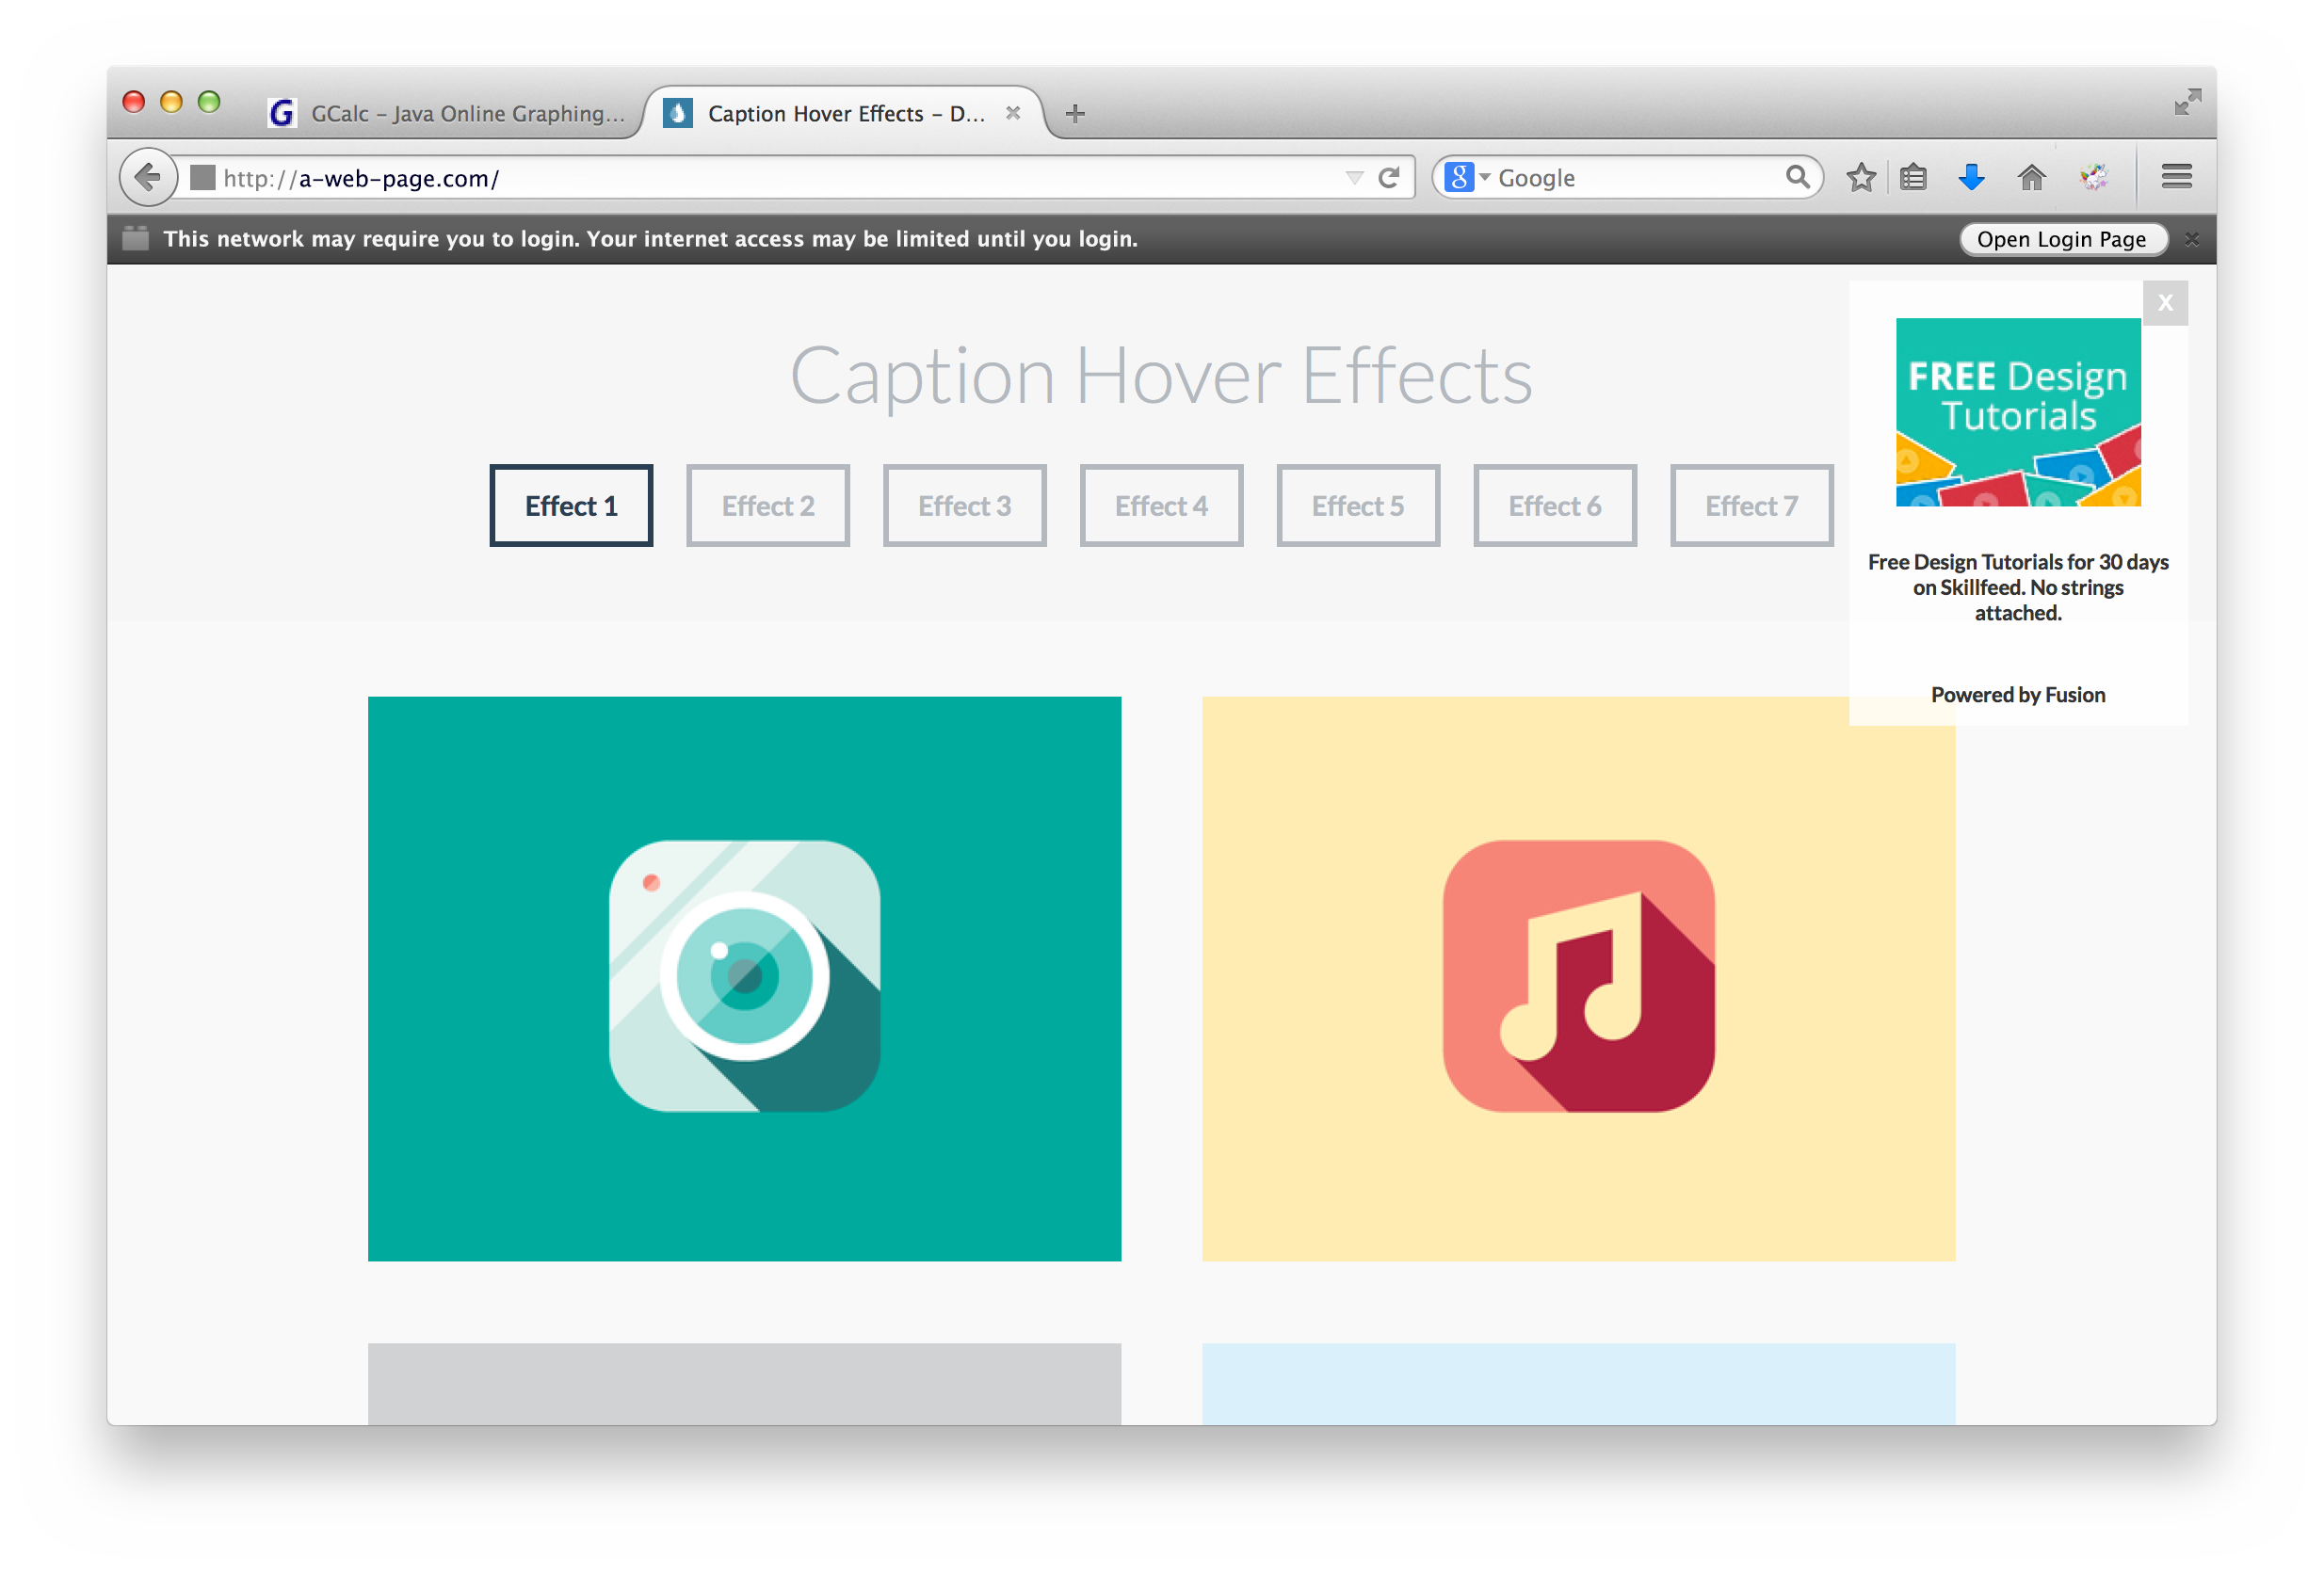 GCalc – Java Online Graphing...
Caption Hover Effects – D...
http://a-web-page.com/
Google
This network may require you to login. Your internet access may be limited until you login.
Open Login Page
X
Caption Hover Effects
FREE Design
Tutorials
Effect 1
Effect 2
Effect 3
Effect 4
Effect 5
Effect 6
Effect 7
Free Design Tutorials for 30 days
on Skillfeed. No strings
attached.
Powered by Fusion